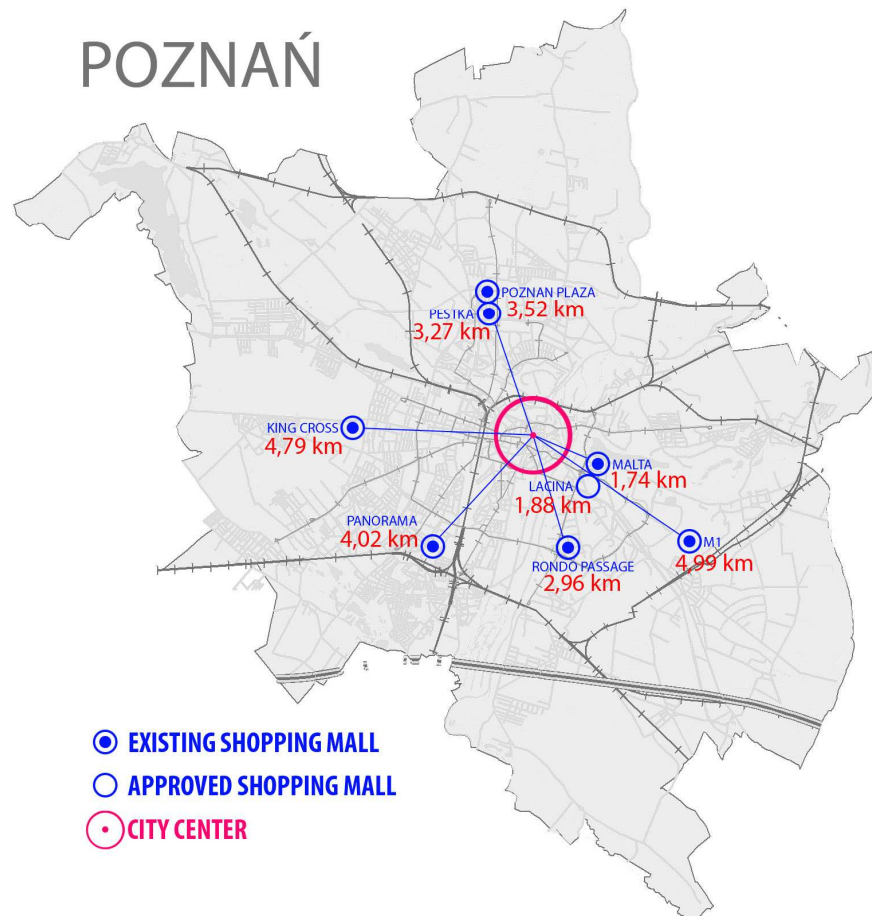 POZNAŃ
POZNAN PLAZA
3,52 km
PESTKA
3,27 km
KING CROSS
4,79 km
MALTA
1,74 km
LACINA
1,88 km
PANORAMA
4,02 km
M1
4,99 km
RONDO PASSAGE
2,96 km
EXISTING SHOPPING MALL
APPROVED SHOPPING MALL
CITY CENTER